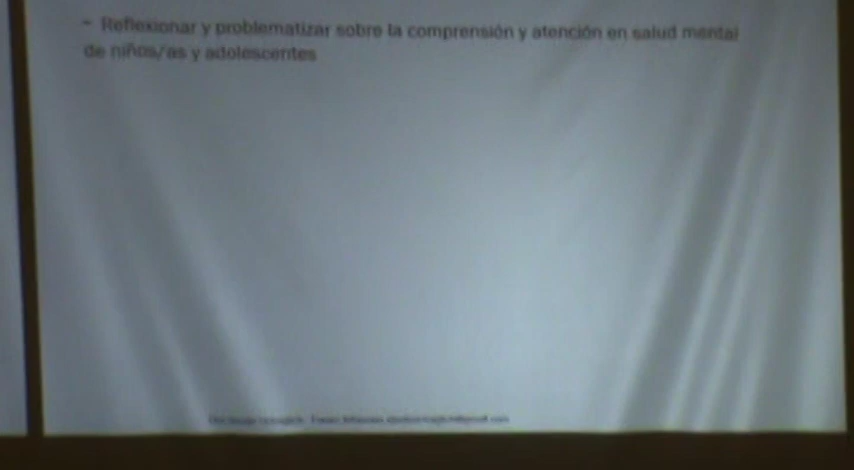 - Reflexionar y problematizar sobre la comprensión y atención en salud mental
de niños/as y adolescentes